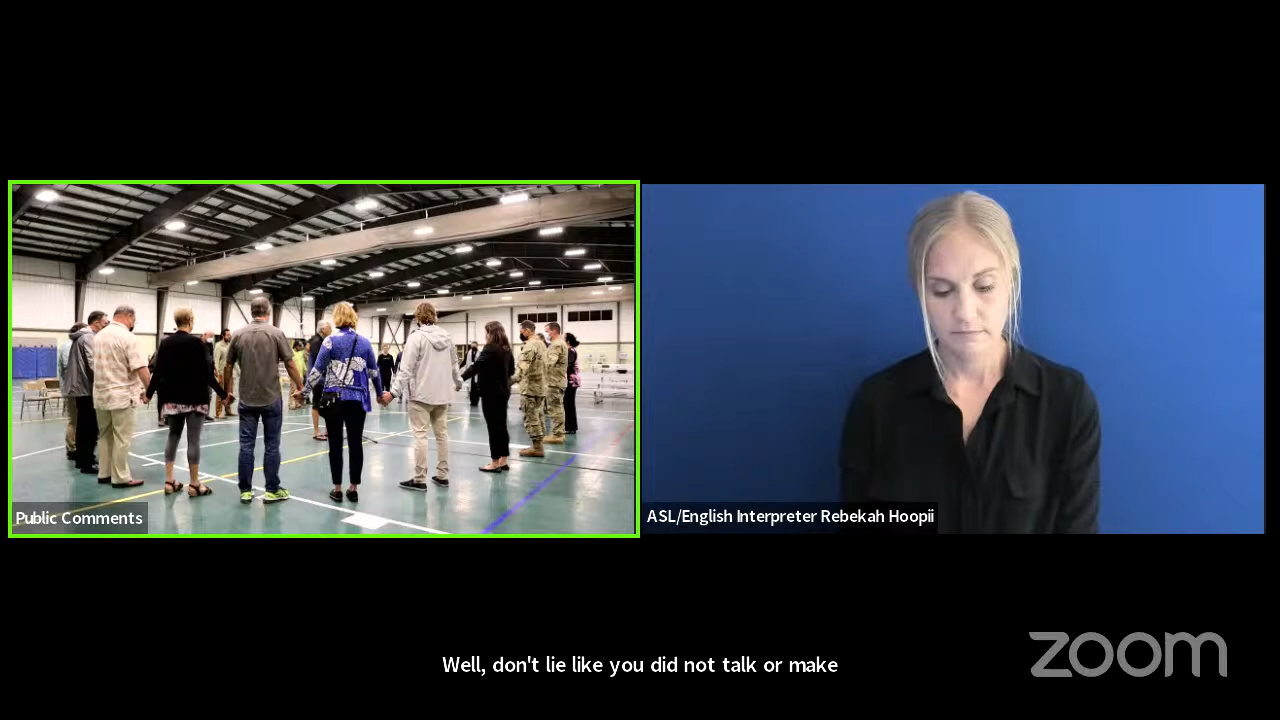 Public Comments
ASL/English Interpreter Rebekah Hoopii
Well, don't lie like you did not talk or make
zoom